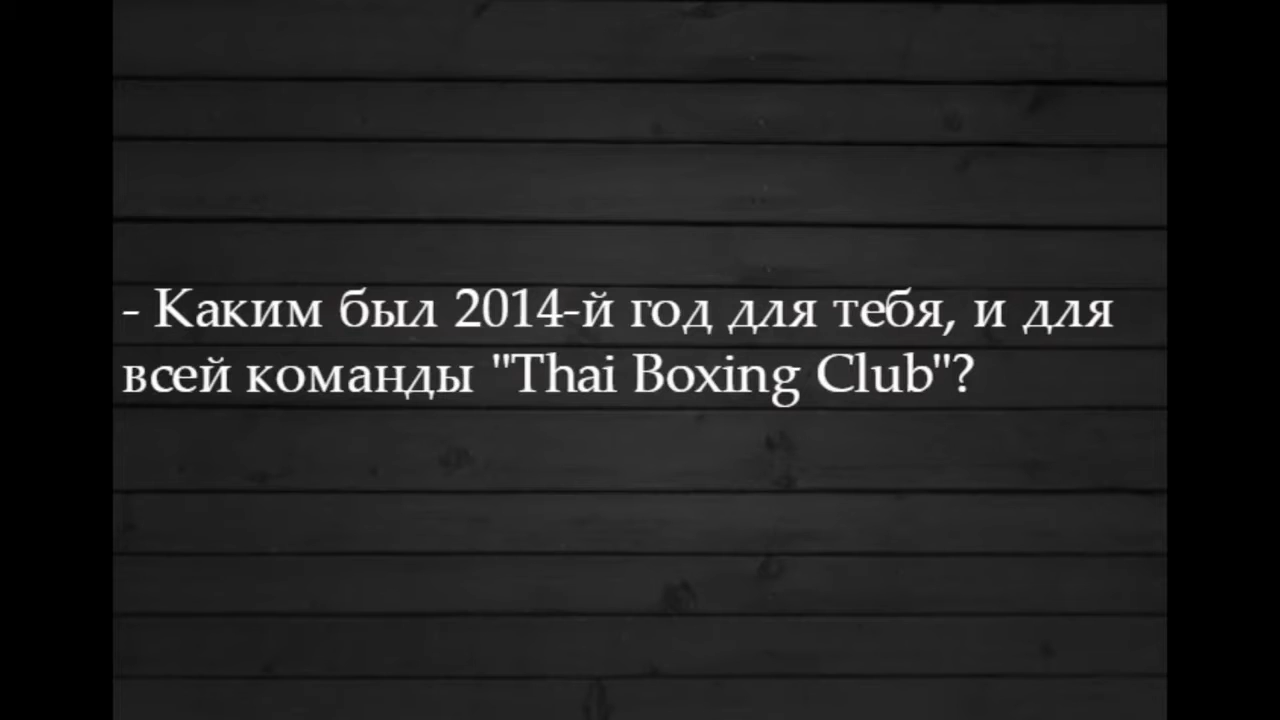 - Каким был 2014-й год для тебя, и для
всей команды "Thai Boxing Club"?